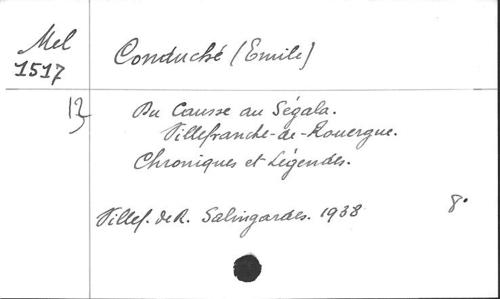 Mel
1517
Conduché (Emile)
12
Du Causse au Ségala.
Villefranche-de-Rouergue.
Chroniques et Légendes.
Villef. de R. Salingardes. 1938
8°